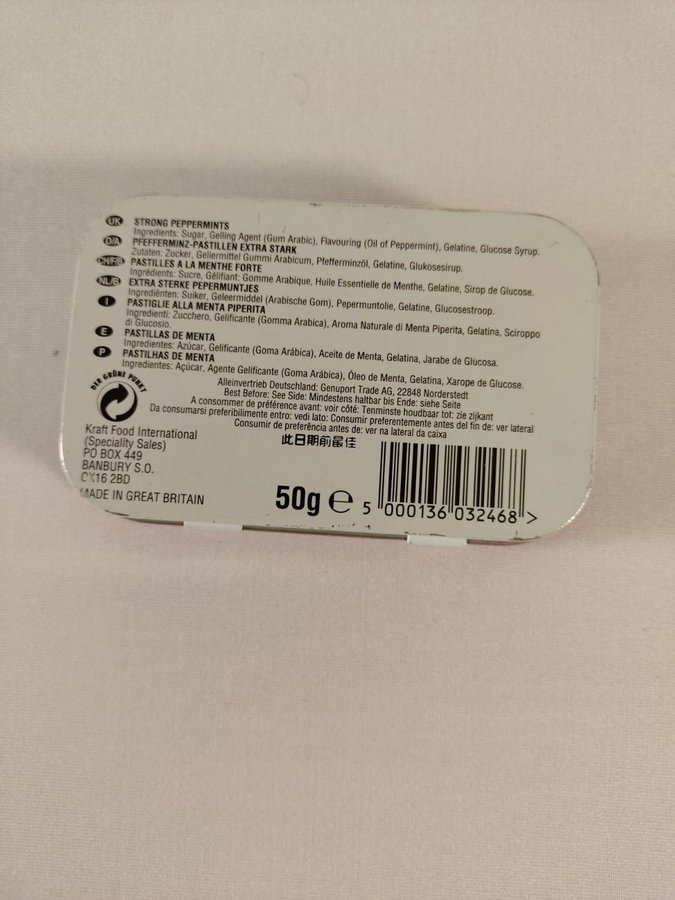 UK STRONG PEPPERMINTS
Ingredients: Sugar, Gelling Agent (Gum Arabic), Flavouring (Oil of Peppermint), Gelatine, Glucose Syrup.
D/A PFEFFERMINZ-PASTILLEN EXTRA STARK
Zutaten: Zucker, Geliermittel Gummi Arabicum, Pfefferminzöl, Gelatine, Glukosesirup.
CH/F/B PASTILLES A LA MENTHE FORTE
Ingrédients: Sucre, Gélifiant: Gomme Arabique, Huile Essentielle de Menthe, Gelatine, Sirop de Glucose.
NL/B EXTRA STERKE PEPERMUNTJES
Ingrediënten: Suiker, Geleermiddel (Arabische Gom), Pepermuntolie, Gelatine, Glucosestroop.
I PASTIGLIE ALLA MENTA PIPERITA
Ingredienti: Zucchero, Gelificante (Gomma Arabica), Aroma Naturale di Menta Piperita, Gelatina, Sciroppo
di Glucosio.
E PASTILLAS DE MENTA
Ingredientes: Azúcar, Gelificante (Goma Arábica), Aceite de Menta, Gelatina, Jarabe de Glucosa.
P PASTILHAS DE MENTA
Ingredientes: Açúcar, Agente Gelificante (Goma Arábica), Óleo de Menta, Gelatina, Xarope de Glucose.
DER GRÜNE PUNKT
Alleinvertrieb Deutschland: Genuport Trade AG, 22848 Norderstedt
Best Before: See Side: Mindestens haltbar bis Ende: siehe Seite
A consommer de préférence avant: voir côté: Tenminste houdbaar tot: zie zijkant
Da consumarsi preferibilimente entro: vedi lato: Consumir preferentemente antes del fin de: ver lateral
Consumir de preferência antes de: ver na lateral da caixa
此日期前最佳
Kraft Food International
(Speciality Sales)
PO BOX 449
BANBURY S.O.
OX16 2BD
MADE IN GREAT BRITAIN
50g e
5 000136 032468 >